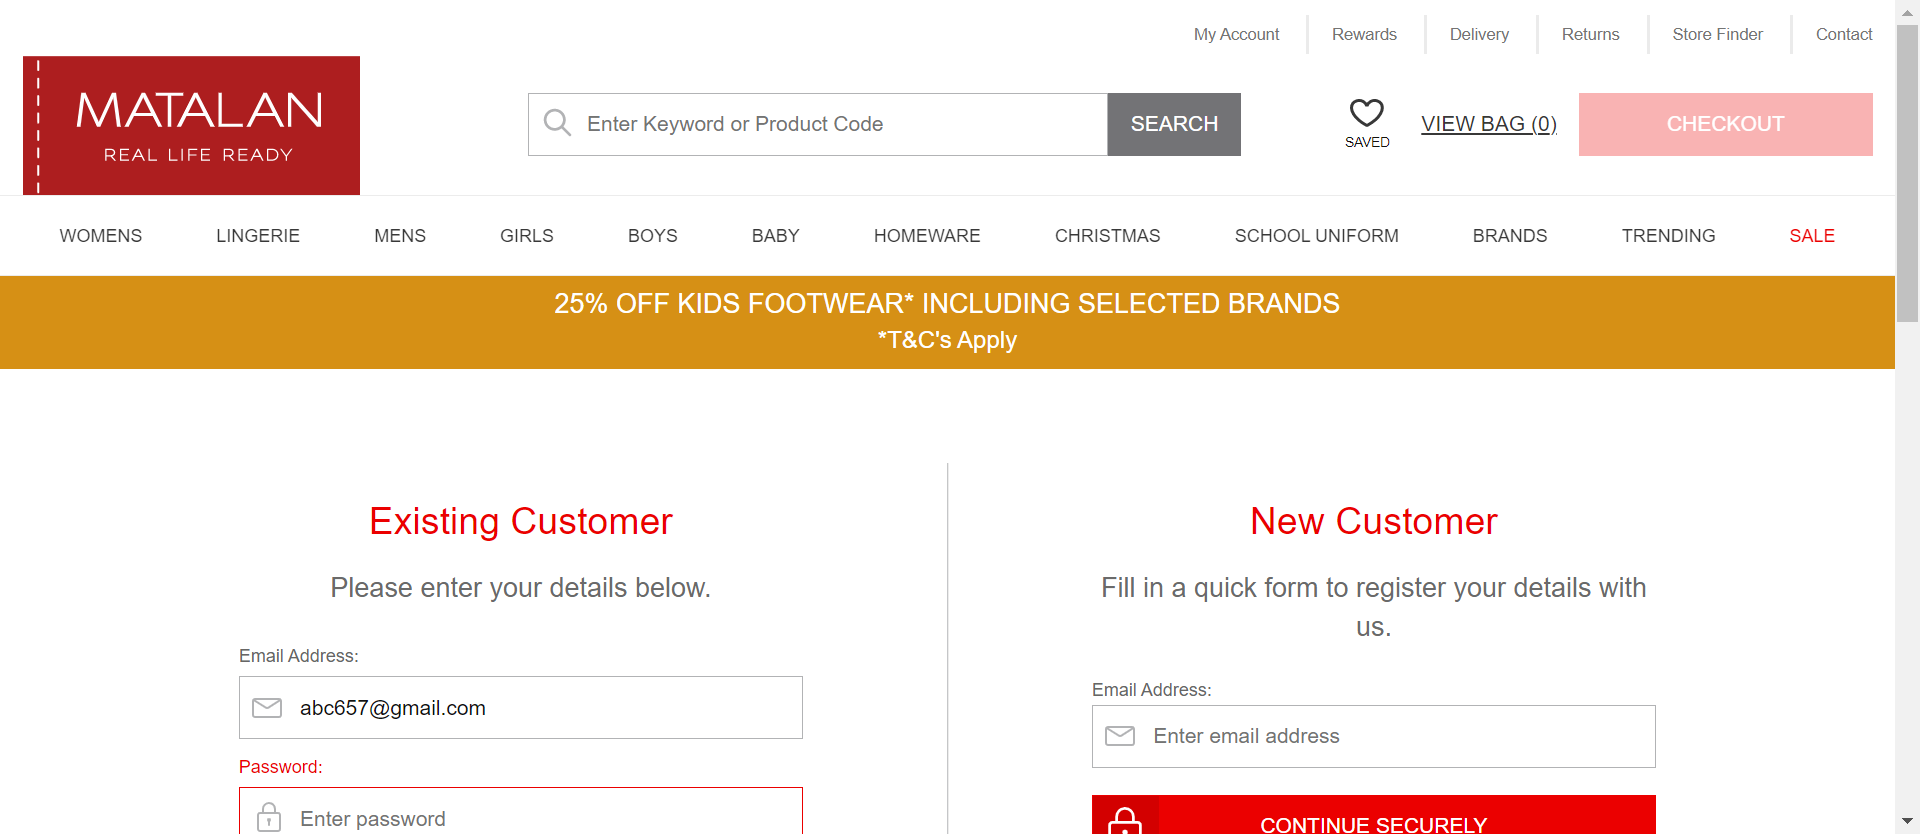 My Account
Rewards
Delivery
Returns
Store Finder
Contact
MATALAN
REAL LIFE READY
Enter Keyword or Product Code
SEARCH
SAVED
VIEW BAG (0)
CHECKOUT
WOMENS
LINGERIE
MENS
GIRLS
BOYS
BABY
HOMEWARE
CHRISTMAS
SCHOOL UNIFORM
BRANDS
TRENDING
SALE
25% OFF KIDS FOOTWEAR* INCLUDING SELECTED BRANDS
*T&C's Apply
Existing Customer
Please enter your details below.
Email Address:
abc657@gmail.com
Password:
Enter password
New Customer
Fill in a quick form to register your details with
us.
Email Address:
Enter email address
CONTINUE SECURELY